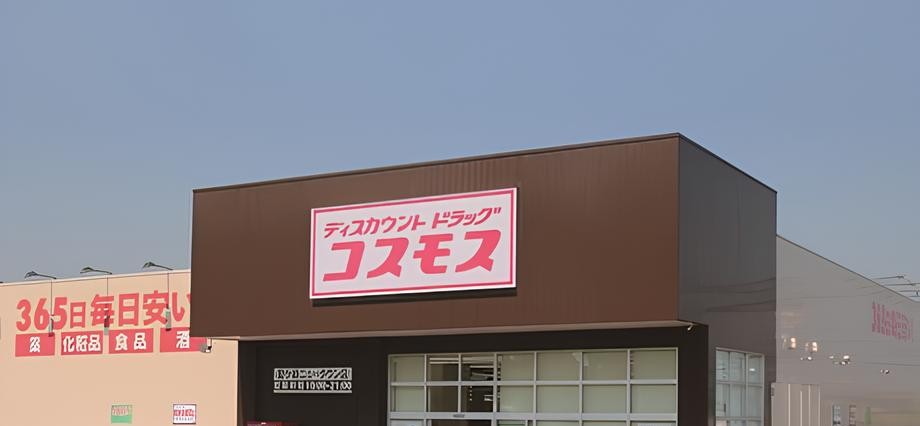 ディスカウント ドラッグ
コスモス
365日毎日安い
化粧品 食品 酒